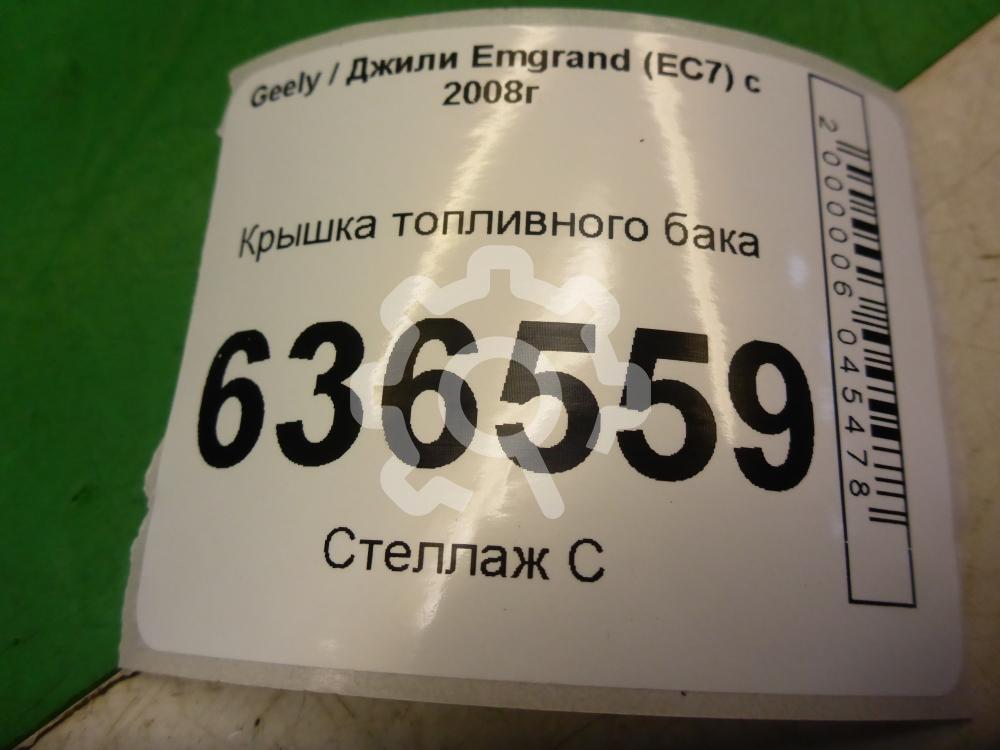 Geely / Джили Emgrand (EC7) с
2008г
Крышка топливного бака
636559
Стеллаж С
2000006045478